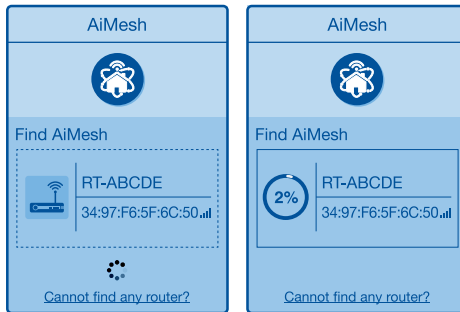 AiMesh
Find AiMesh
RT-ABCDE
34:97:F6:5F:6C:50
Cannot find any router?
AiMesh
Find AiMesh
2%
RT-ABCDE
34:97:F6:5F:6C:50
Cannot find any router?